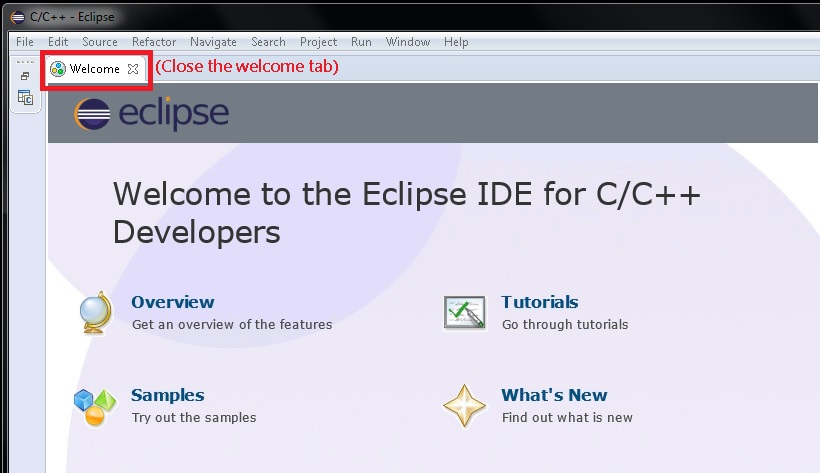 C/C++ - Eclipse
File Edit Source Refactor Navigate Search Project Run Window Help
Welcome (Close the welcome tab)
eclipse
Welcome to the Eclipse IDE for C/C++
Developers
Overview
Get an overview of the features
Tutorials
Go through tutorials
Samples
Try out the samples
What's New
Find out what is new